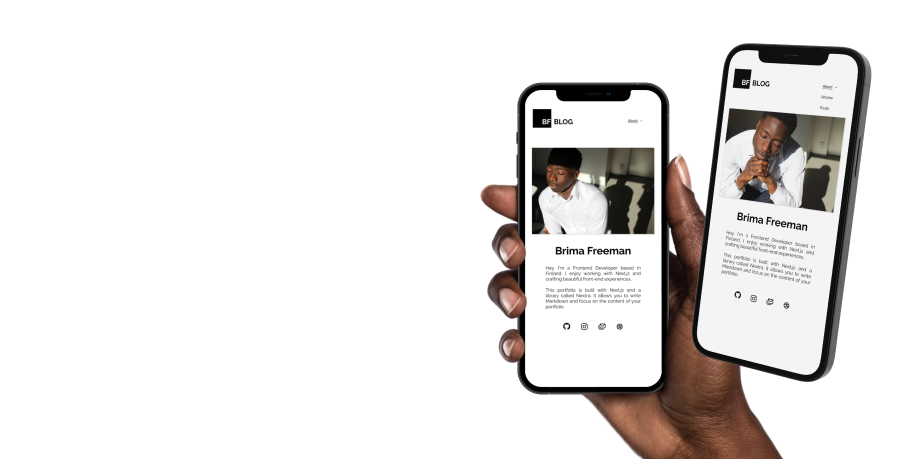 BF BLOG
About
Brima Freeman
Hey, I'm a Frontend Developer based in
Finland. I enjoy working with Next.js and
crafting beautiful front-end experiences.
This portfolio is built with Next.js and a
library called Nextra. It allows you to write
Markdown and focus on the content of your
portfolio.
BF BLOG
About
Photos
Posts
Brima Freeman
Hey, I'm a Frontend Developer based in
Finland. I enjoy working with Next.js and
crafting beautiful front-end experiences.
This portfolio is built with Next.js and a
library called Nextra. It allows you to write
Markdown and focus on the content of your
portfolio.